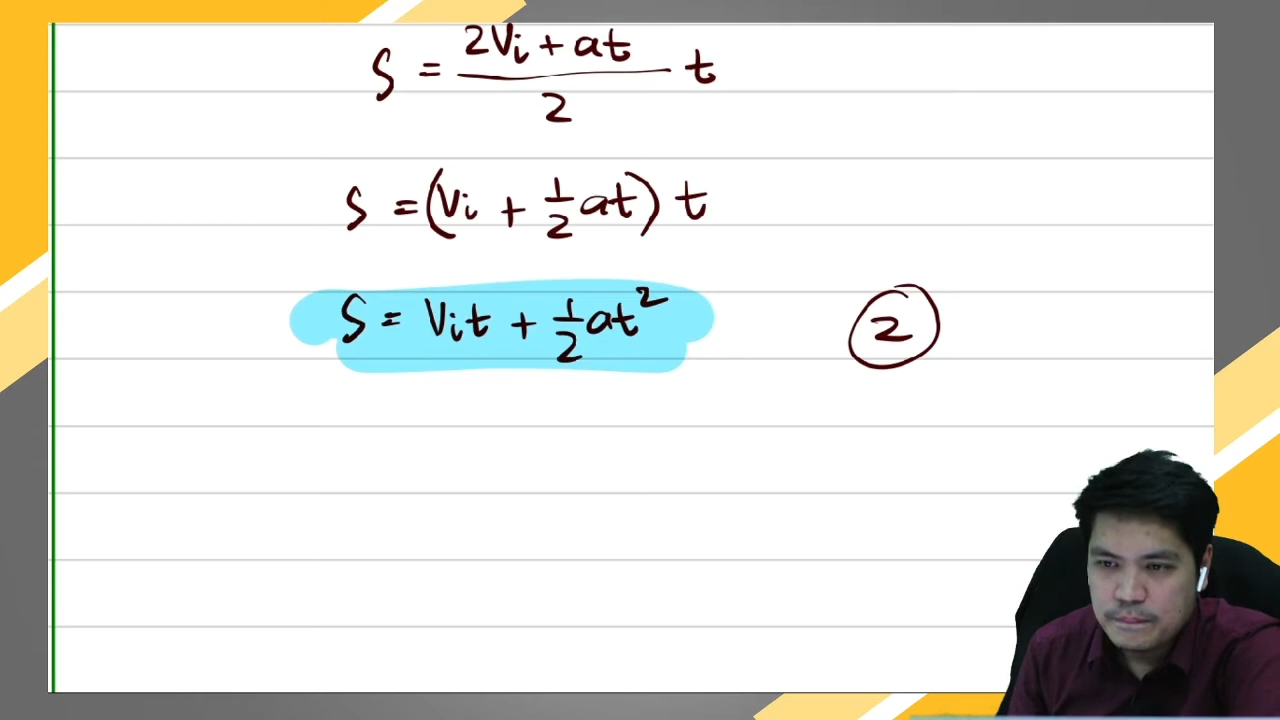 S = (2Vi + at)/2 t
S = (Vi + 1/2 at) t
S = Vit + 1/2 at² 2